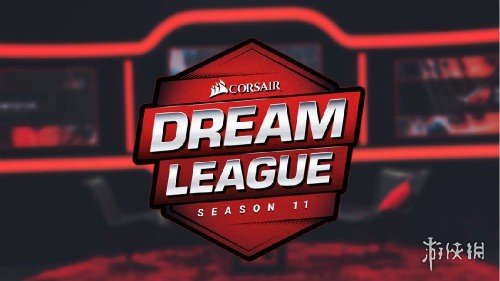 CORSAIR
DREAM
LEAGUE
SEASON 11
游侠网